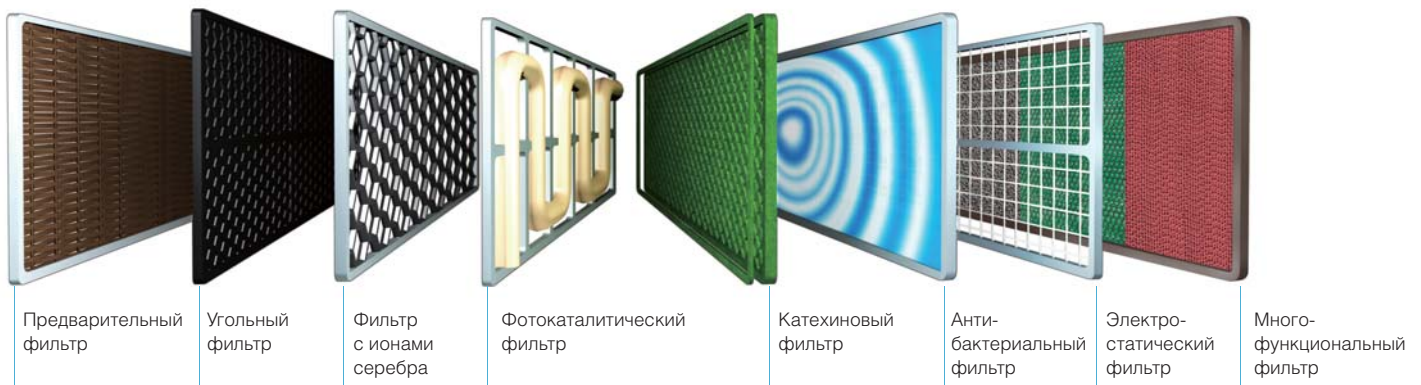 Предварительный
фильтр
Угольный
фильтр
Фильтр
с ионами
серебра
Фотокаталитический
фильтр
Катехиновый
фильтр
Анти-
бактериальный
фильтр
Электро-
статический
фильтр
Много-
функциональный
фильтр